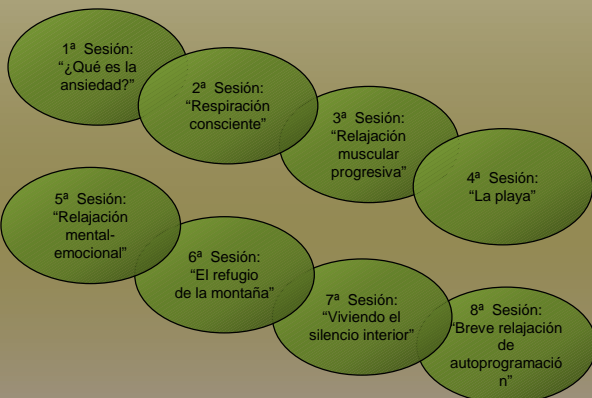 1ª Sesión:
“¿Qué es la
ansiedad?”
2ª Sesión:
“Respiración
consciente”
3ª Sesión:
“Relajación
muscular
progresiva”
4ª Sesión:
“La playa”
5ª Sesión:
“Relajación
mental-
emocional”
6ª Sesión:
“El refugio
de la montaña”
7ª Sesión:
“Viviendo el
silencio interior”
8ª Sesión:
“Breve relajación
de
autoprogramació
n”